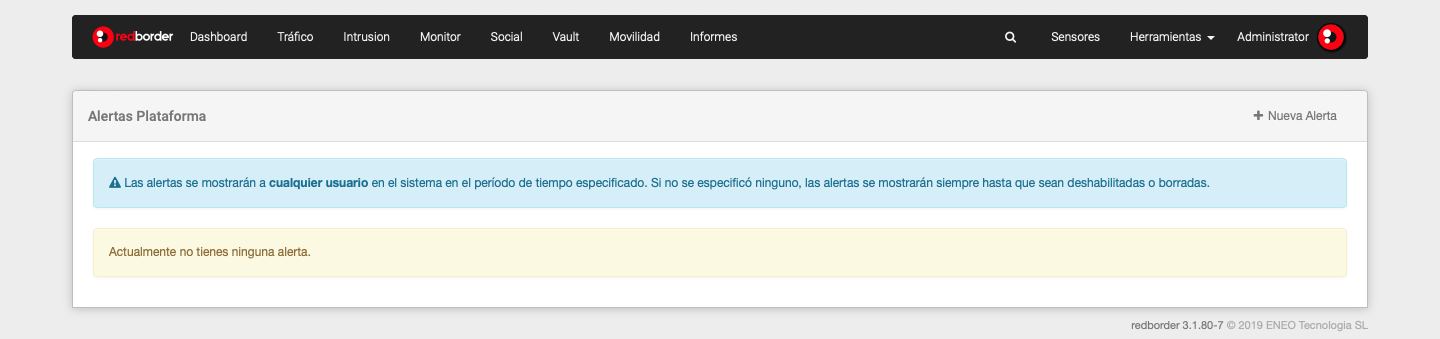 redborder Dashboard Tráfico Intrusion Monitor Social Vault Movilidad Informes Sensores Herramientas Administrator
Alertas Plataforma + Nueva Alerta
Las alertas se mostrarán a cualquier usuario en el sistema en el período de tiempo especificado. Si no se especificó ninguno, las alertas se mostrarán siempre hasta que sean deshabilitadas o borradas.
Actualmente no tienes ninguna alerta.
redborder 3.1.80-7 © 2019 ENEO Tecnologia SL